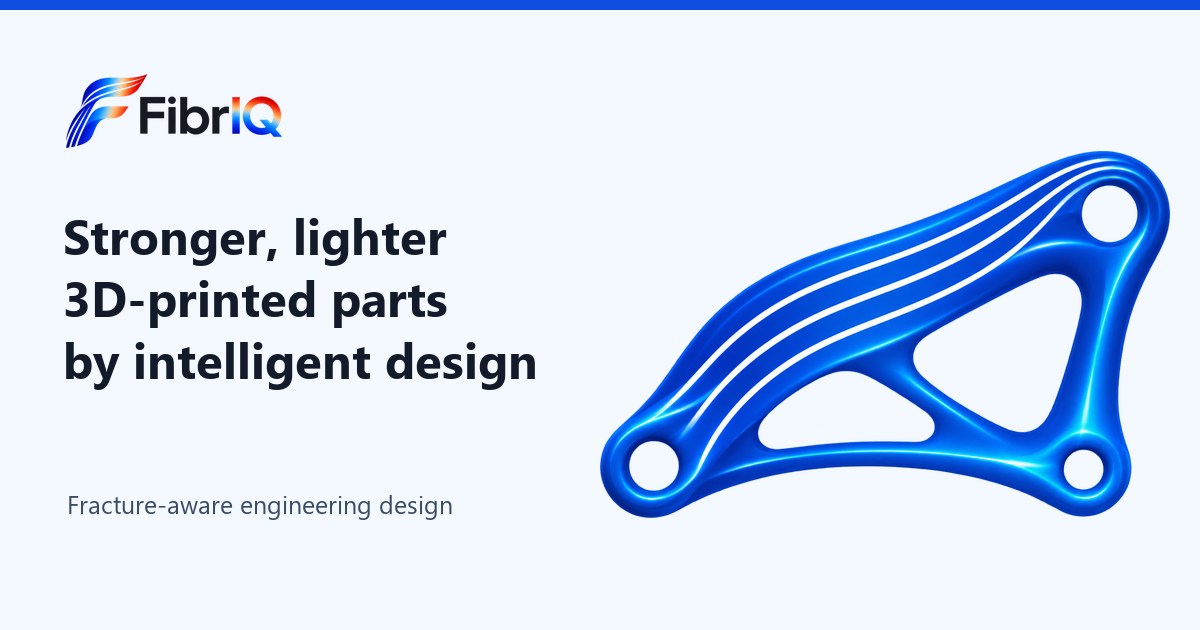 FibrIQ
Stronger, lighter
3D-printed parts
by intelligent design
Fracture-aware engineering design